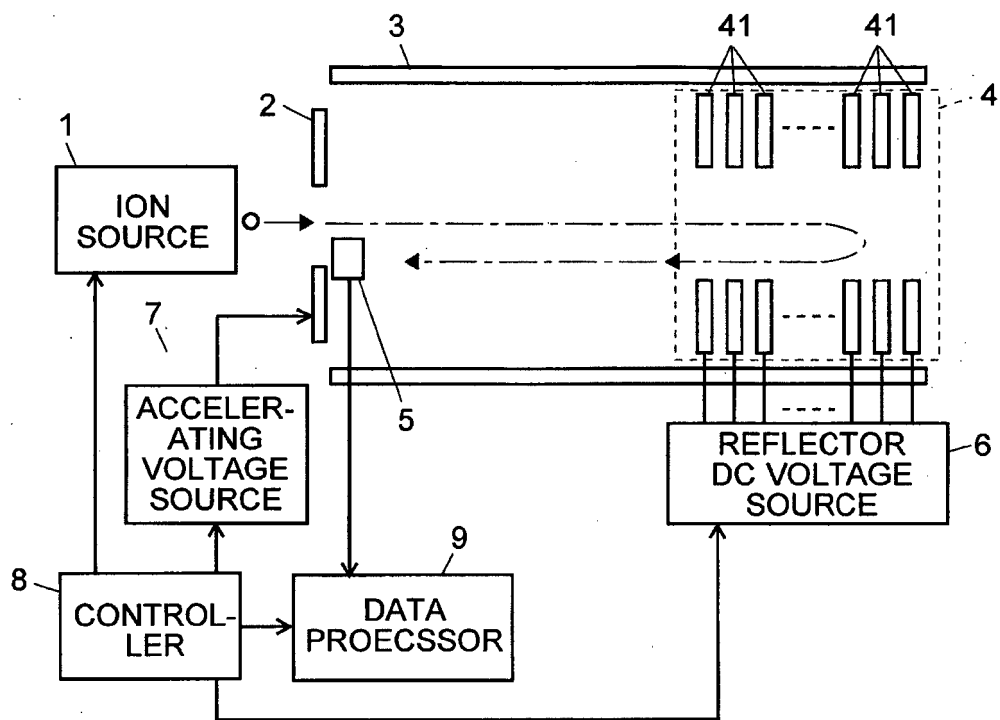 41
41
3
4
2
1
ION
SOURCE
7
5
ACCELER-
ATING
VOLTAGE
SOURCE
REFLECTOR
DC VOLTAGE
SOURCE
6
9
8
CONTROL-
LER
DATA
PROECSSOR